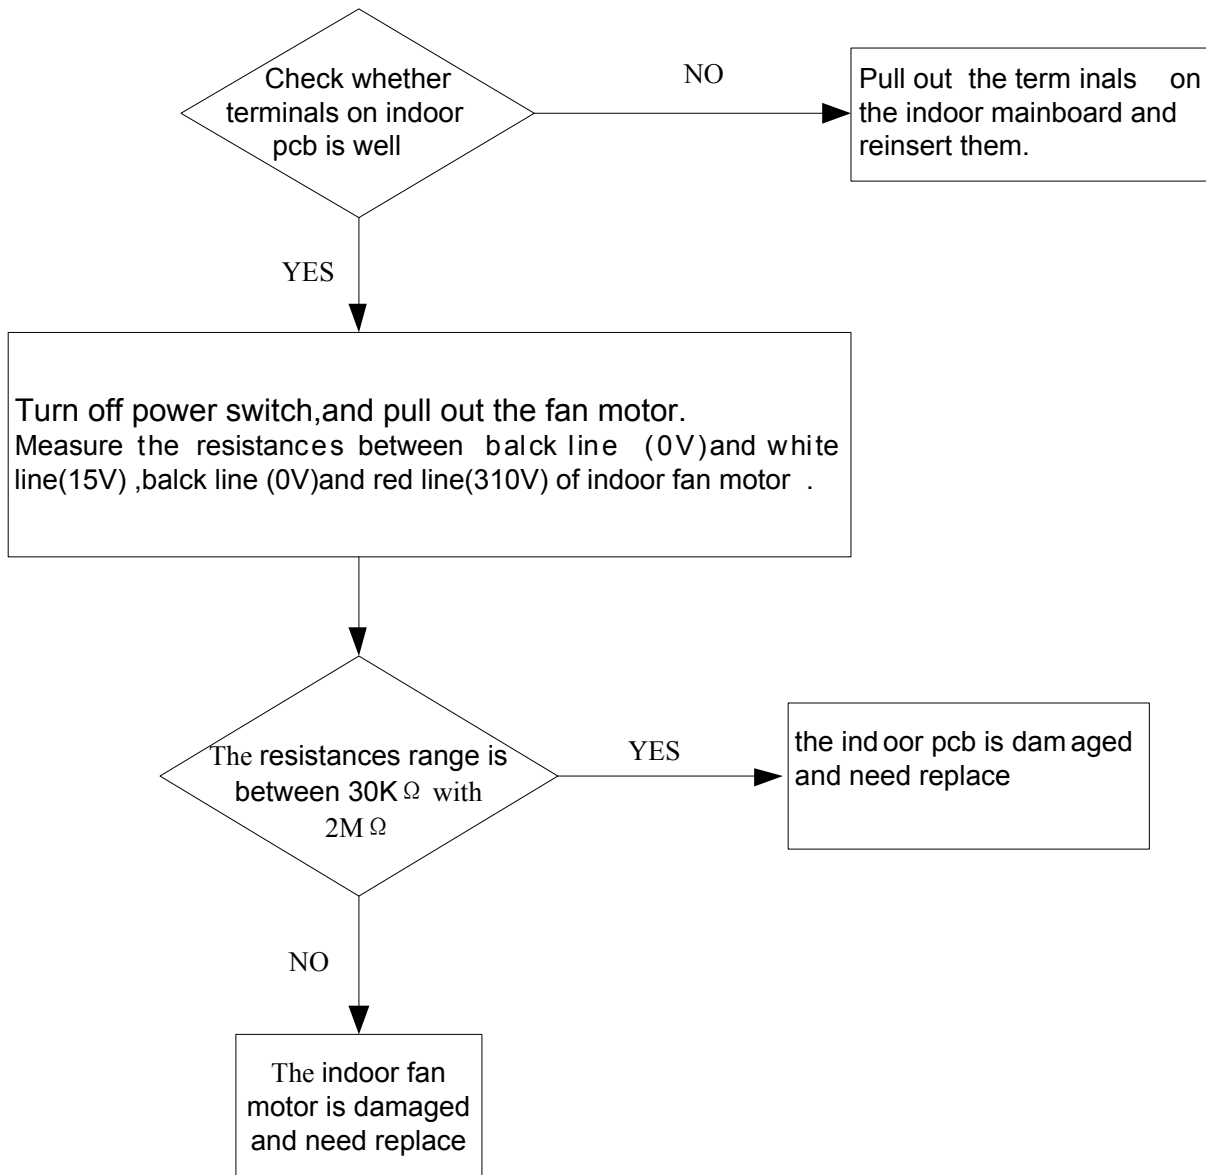 Check whether
terminals on indoor
pcb is well
NO
Pull out the term inals on
the indoor mainboard and
reinsert them.
YES
Turn off power switch,and pull out the fan motor.
Measure the resistances between balck line (0V)and white
line(15V) ,balck line (0V)and red line(310V) of indoor fan motor .
The resistances range is
between 30KΩ with
2MΩ
YES
the ind oor pcb is dam aged
and need replace
NO
The indoor fan
motor is damaged
and need replace